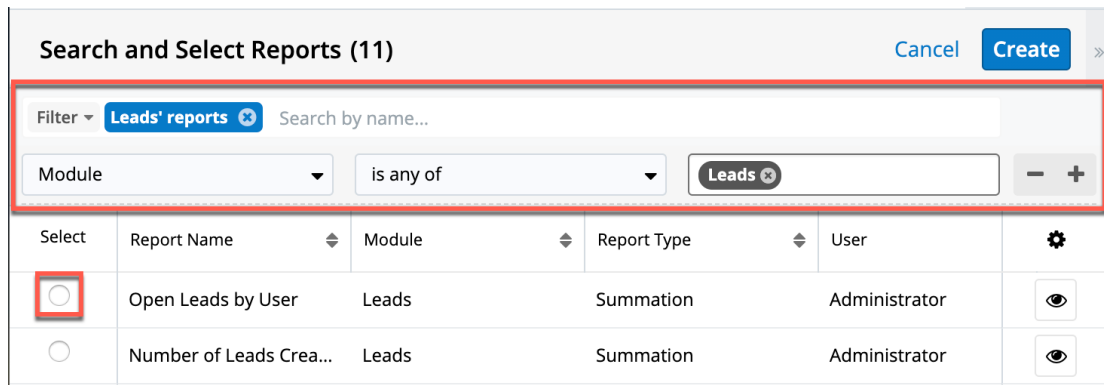 Search and Select Reports (11) Cancel Create
Filter Leads' reports Search by name...
Module is any of Leads
Select Report Name Module Report Type User
Open Leads by User Leads Summation Administrator
Number of Leads Crea... Leads Summation Administrator